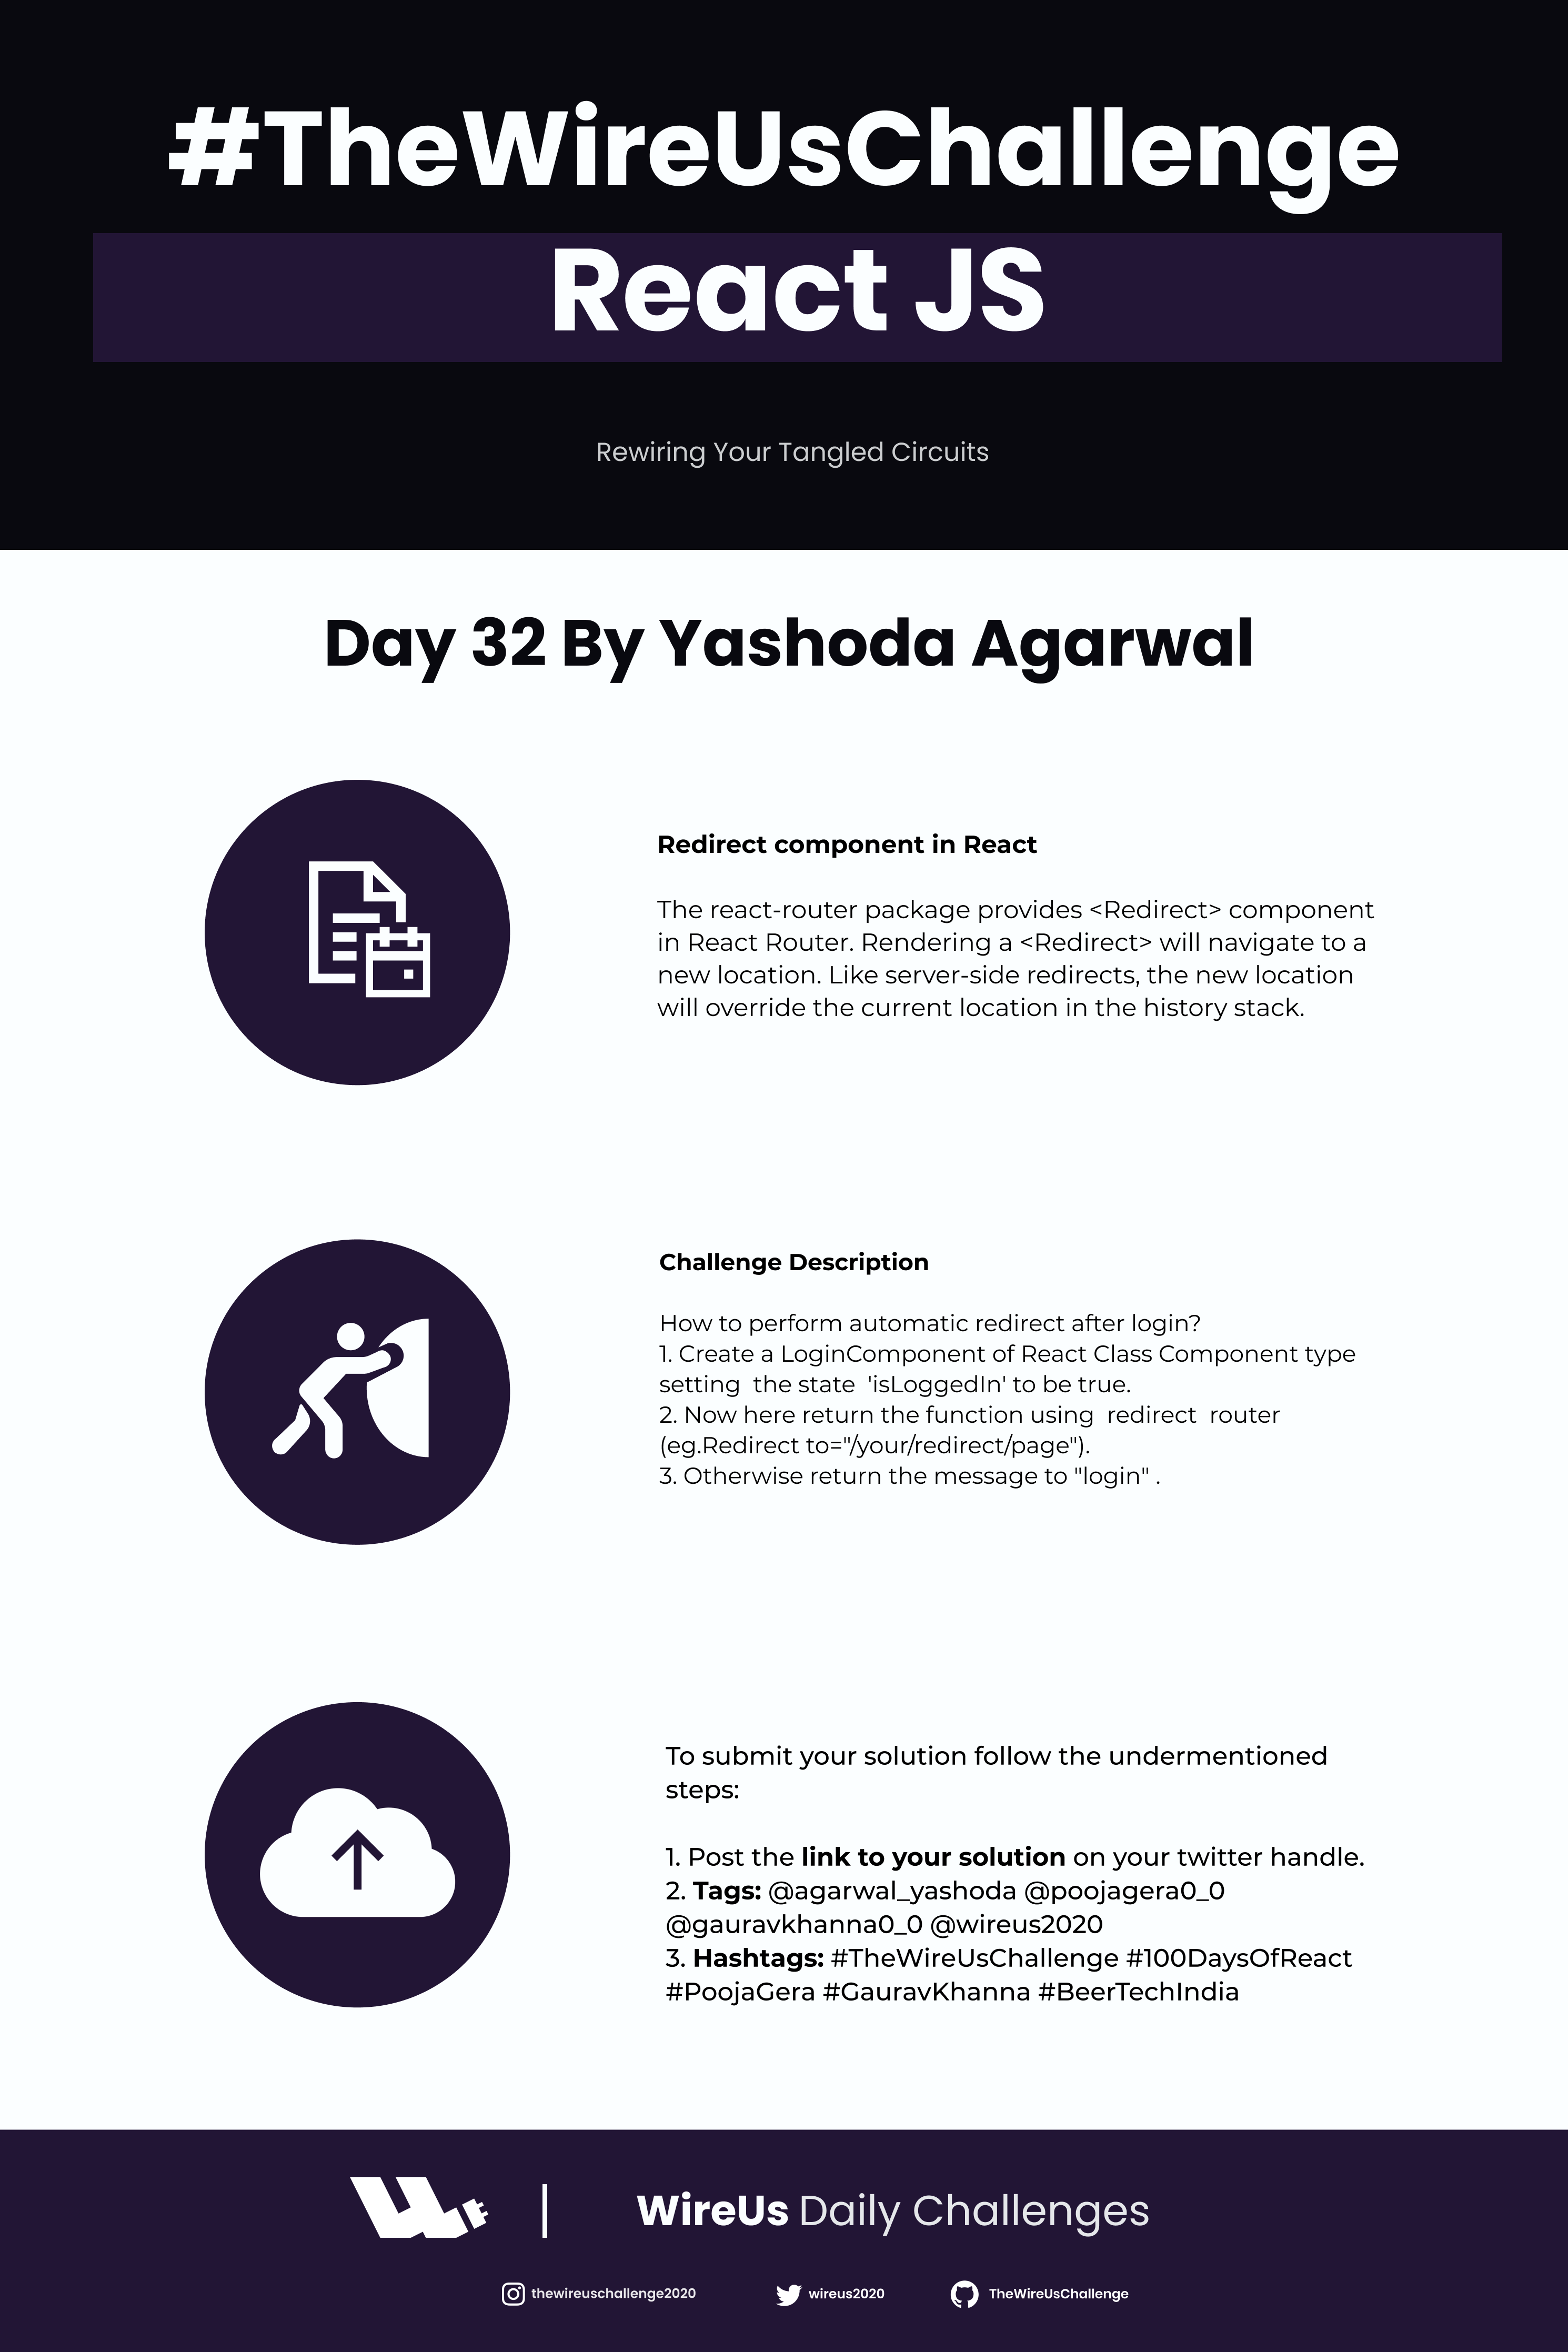 #TheWireUsChallenge
React JS
Rewiring Your Tangled Circuits
Day 32 By Yashoda Agarwal
Redirect component in React
The react-router package provides <Redirect> component
in React Router. Rendering a <Redirect> will navigate to a
new location. Like server-side redirects, the new location
will override the current location in the history stack.
Challenge Description
How to perform automatic redirect after login?
1. Create a LoginComponent of React Class Component type
setting  the state  'isLoggedIn' to be true.
2. Now here return the function using  redirect  router
(eg.Redirect to="/your/redirect/page").
3. Otherwise return the message to "login" .
To submit your solution follow the undermentioned
steps:
1. Post the link to your solution on your twitter handle.
2. Tags: @agarwal_yashoda @poojagera0_0
@gauravkhanna0_0 @wireus2020
3. Hashtags: #TheWireUsChallenge #100DaysOfReact
#PoojaGera #GauravKhanna #BeerTechIndia
WireUs Daily Challenges
thewireuschallenge2020
wireus2020
TheWireUsChallenge